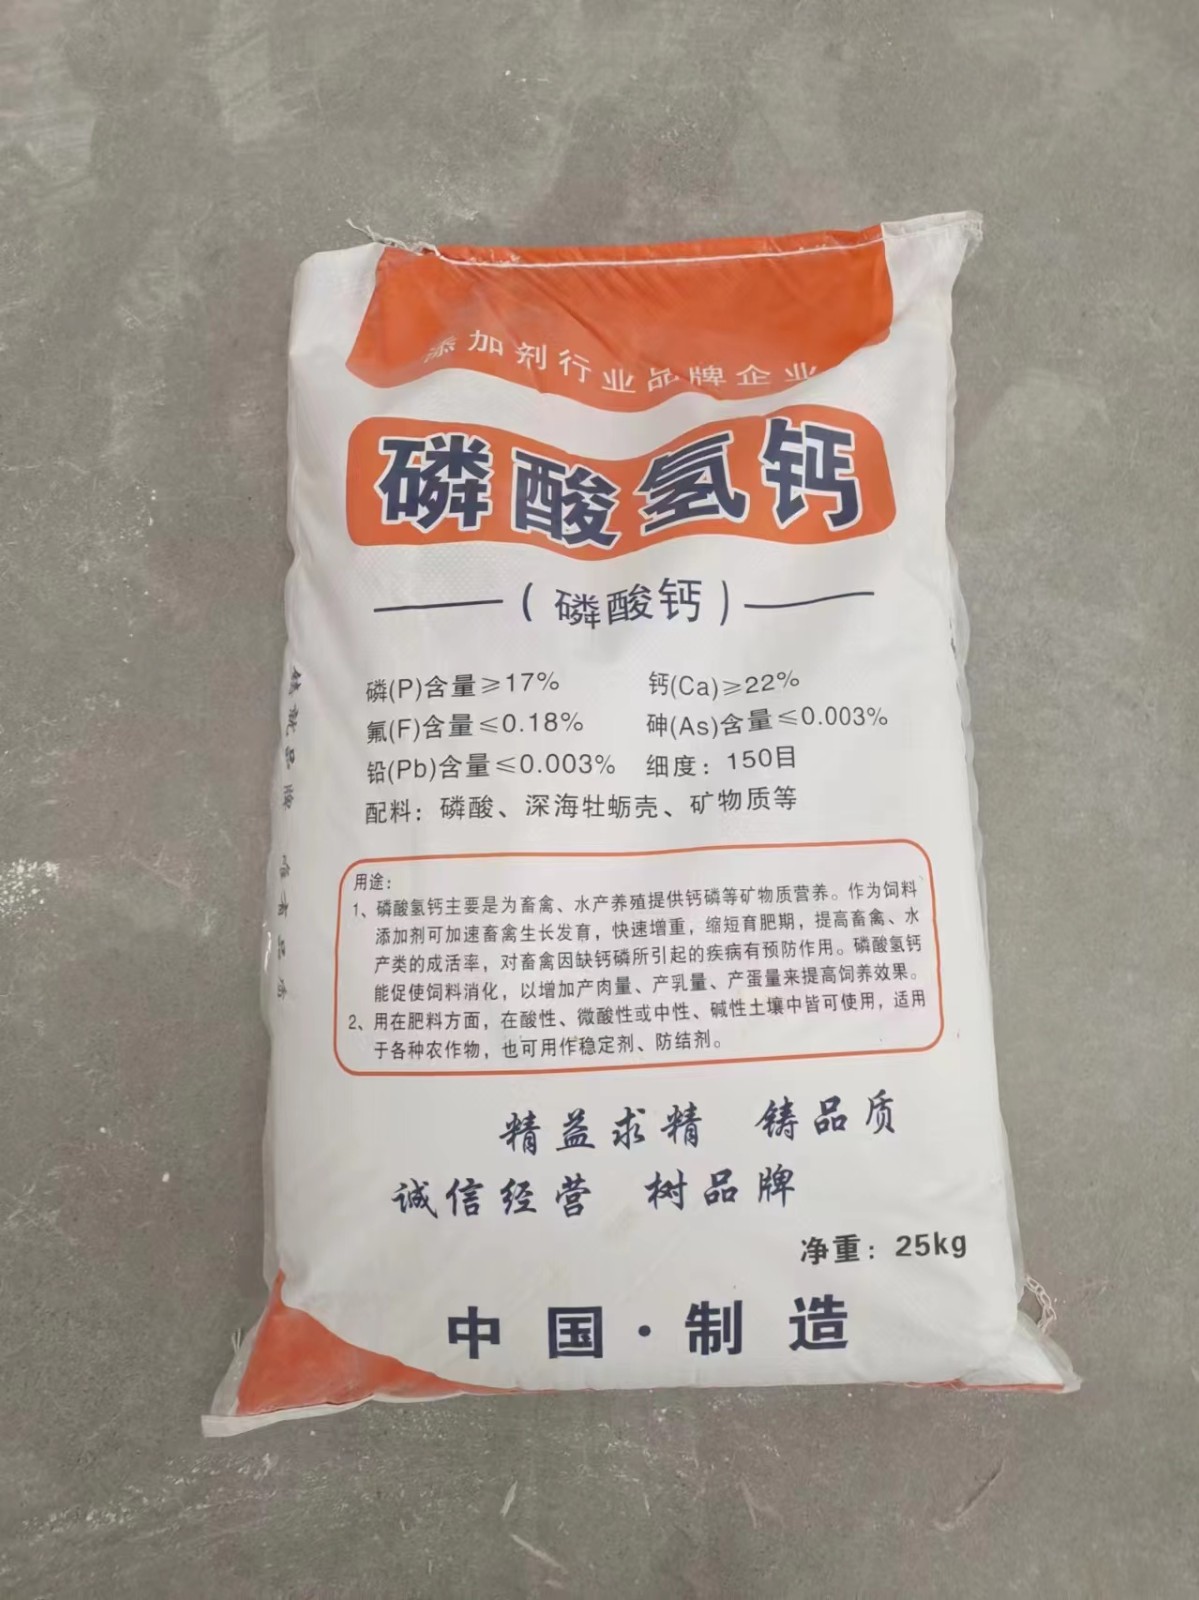 添加剂行业品牌企业
磷酸氢钙
（磷酸钙）
磷(P)含量≥17% 钙(Ca)≥22%
氟(F)含量≤0.18% 砷(As)含量≤0.003%
铅(Pb)含量≤0.003% 细度：150目
配料：磷酸、深海牡蛎壳、矿物质等
用途：
1、磷酸氢钙主要是为畜禽、水产养殖提供钙磷等矿物质营养。作为饲料
添加剂可加速畜禽生长发育，快速增重，缩短育肥期，提高畜禽、水
产类的成活率，对畜禽因缺钙磷所引起的疾病有预防作用。磷酸氢钙
能促使饲料消化，以增加产肉量、产乳量、产蛋量来提高饲养效果。
2、用在肥料方面，在酸性、微酸性或中性、碱性土壤中皆可使用，适用
于各种农作物，也可用作稳定剂、防结剂。
精益求精 铸品质
诚信经营 树品牌
净重：25kg
中国·制造